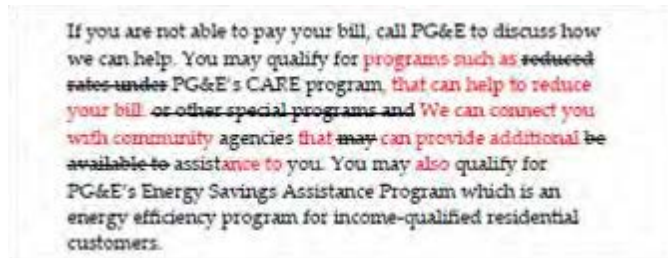 If you are not able to pay your bill, call PG&E to discuss how
we can help. You may qualify for programs such as reduced
rates under PG&E's CARE program, that can help to reduce
your bill. or other special programs and We can connect you
with community agencies that may can provide additional be
available to assistance to you. You may also qualify for
PG&E's Energy Savings Assistance Program which is an
energy efficiency program for income-qualified residential
customers.